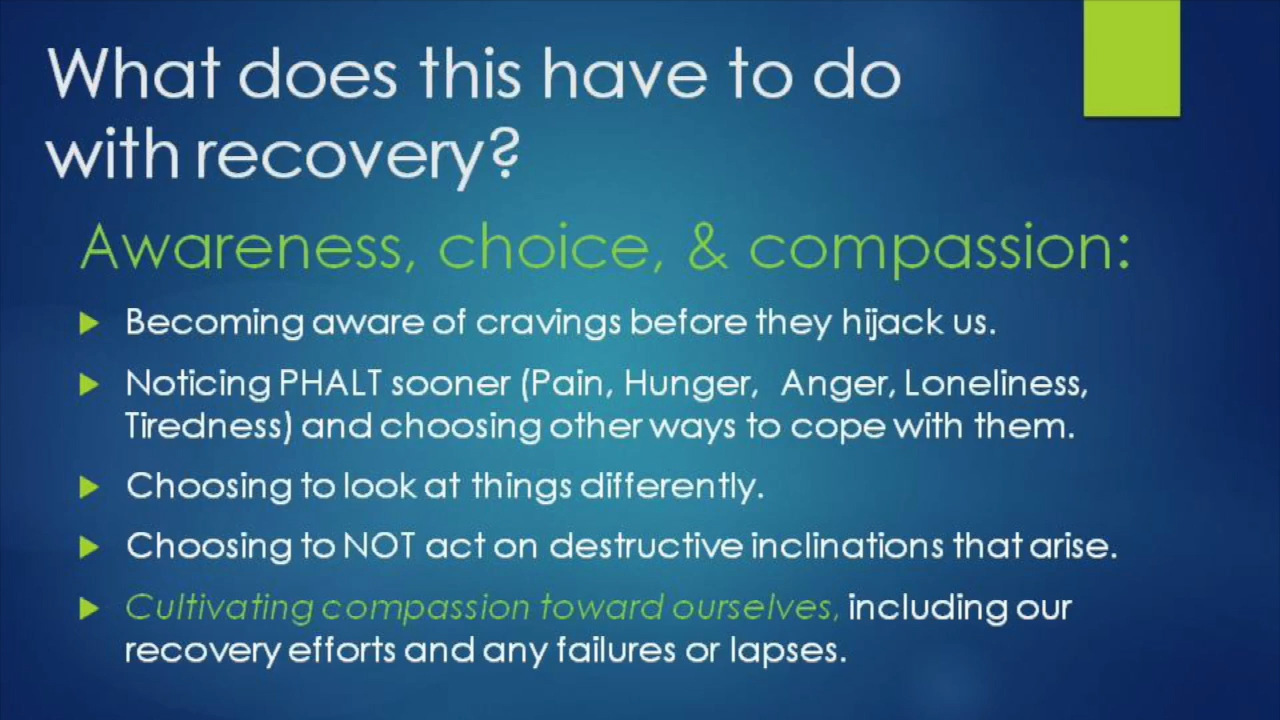 What does this have to do
with recovery?
Awareness, choice, & compassion:
Becoming aware of cravings before they hijack us.
Noticing PHALT sooner (Pain, Hunger, Anger, Loneliness,
Tiredness) and choosing other ways to cope with them.
Choosing to look at things differently.
Choosing to NOT act on destructive inclinations that arise.
Cultivating compassion toward ourselves, including our
recovery efforts and any failures or lapses.